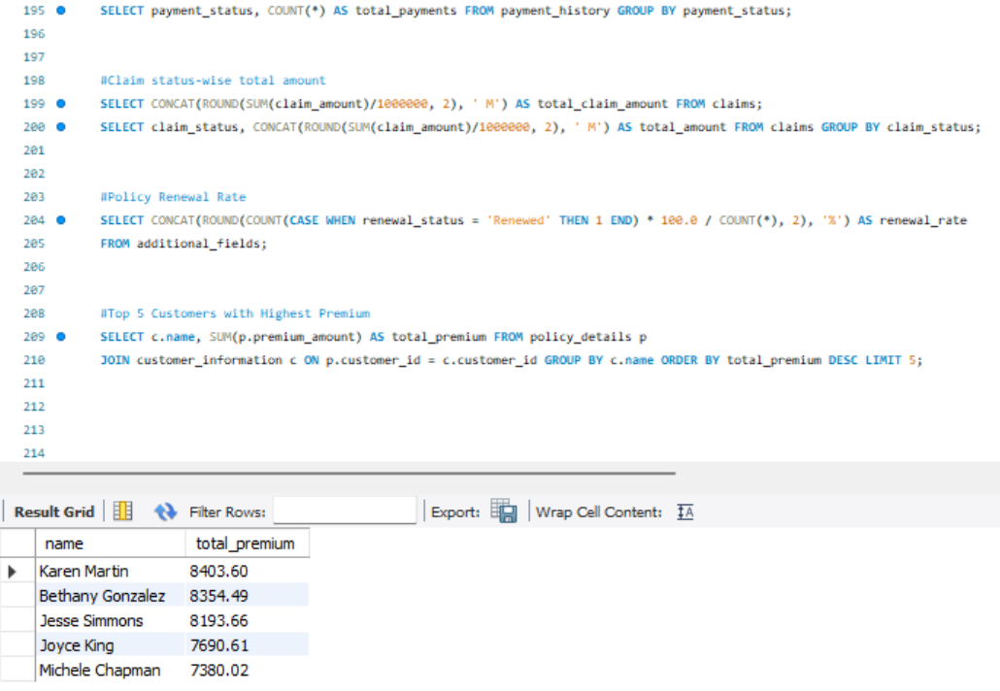 195 SELECT payment_status, COUNT(*) AS total_payments FROM payment_history GROUP BY payment_status;
196
197
198 #Claim status-wise total amount
199 SELECT CONCAT(ROUND(SUM(claim_amount)/1000000, 2), ' M') AS total_claim_amount FROM claims;
200 SELECT claim_status, CONCAT(ROUND(SUM(claim_amount)/1000000, 2), ' M') AS total_amount FROM claims GROUP BY claim_status;
201
202
203 #Policy Renewal Rate
204 SELECT CONCAT(ROUND(COUNT(CASE WHEN renewal_status = 'Renewed' THEN 1 END) * 100.0 / COUNT(*), 2), '%') AS renewal_rate
205 FROM additional_fields;
206
207
208 #Top 5 Customers with Highest Premium
209 SELECT c.name, SUM(p.premium_amount) AS total_premium FROM policy_details p
210 JOIN customer_information c ON p.customer_id = c.customer_id GROUP BY c.name ORDER BY total_premium DESC LIMIT 5;
211
212
213
214
Result Grid Filter Rows: Export: Wrap Cell Content: IA
name total_premium
Karen Martin 8403.60
Bethany Gonzalez 8354.49
Jesse Simmons 8193.66
Joyce King 7690.61
Michele Chapman 7380.02